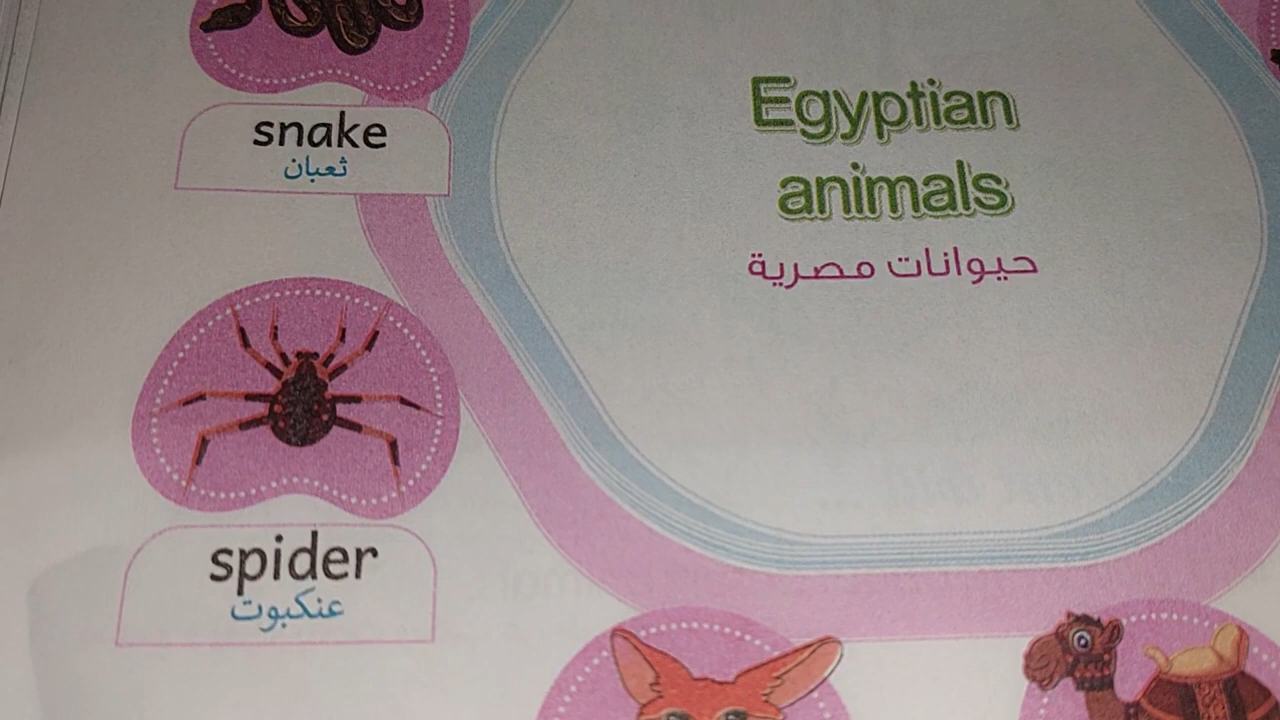 snake
ثعبان
Egyptian
animals
حيوانات مصرية
spider
عنكبوت